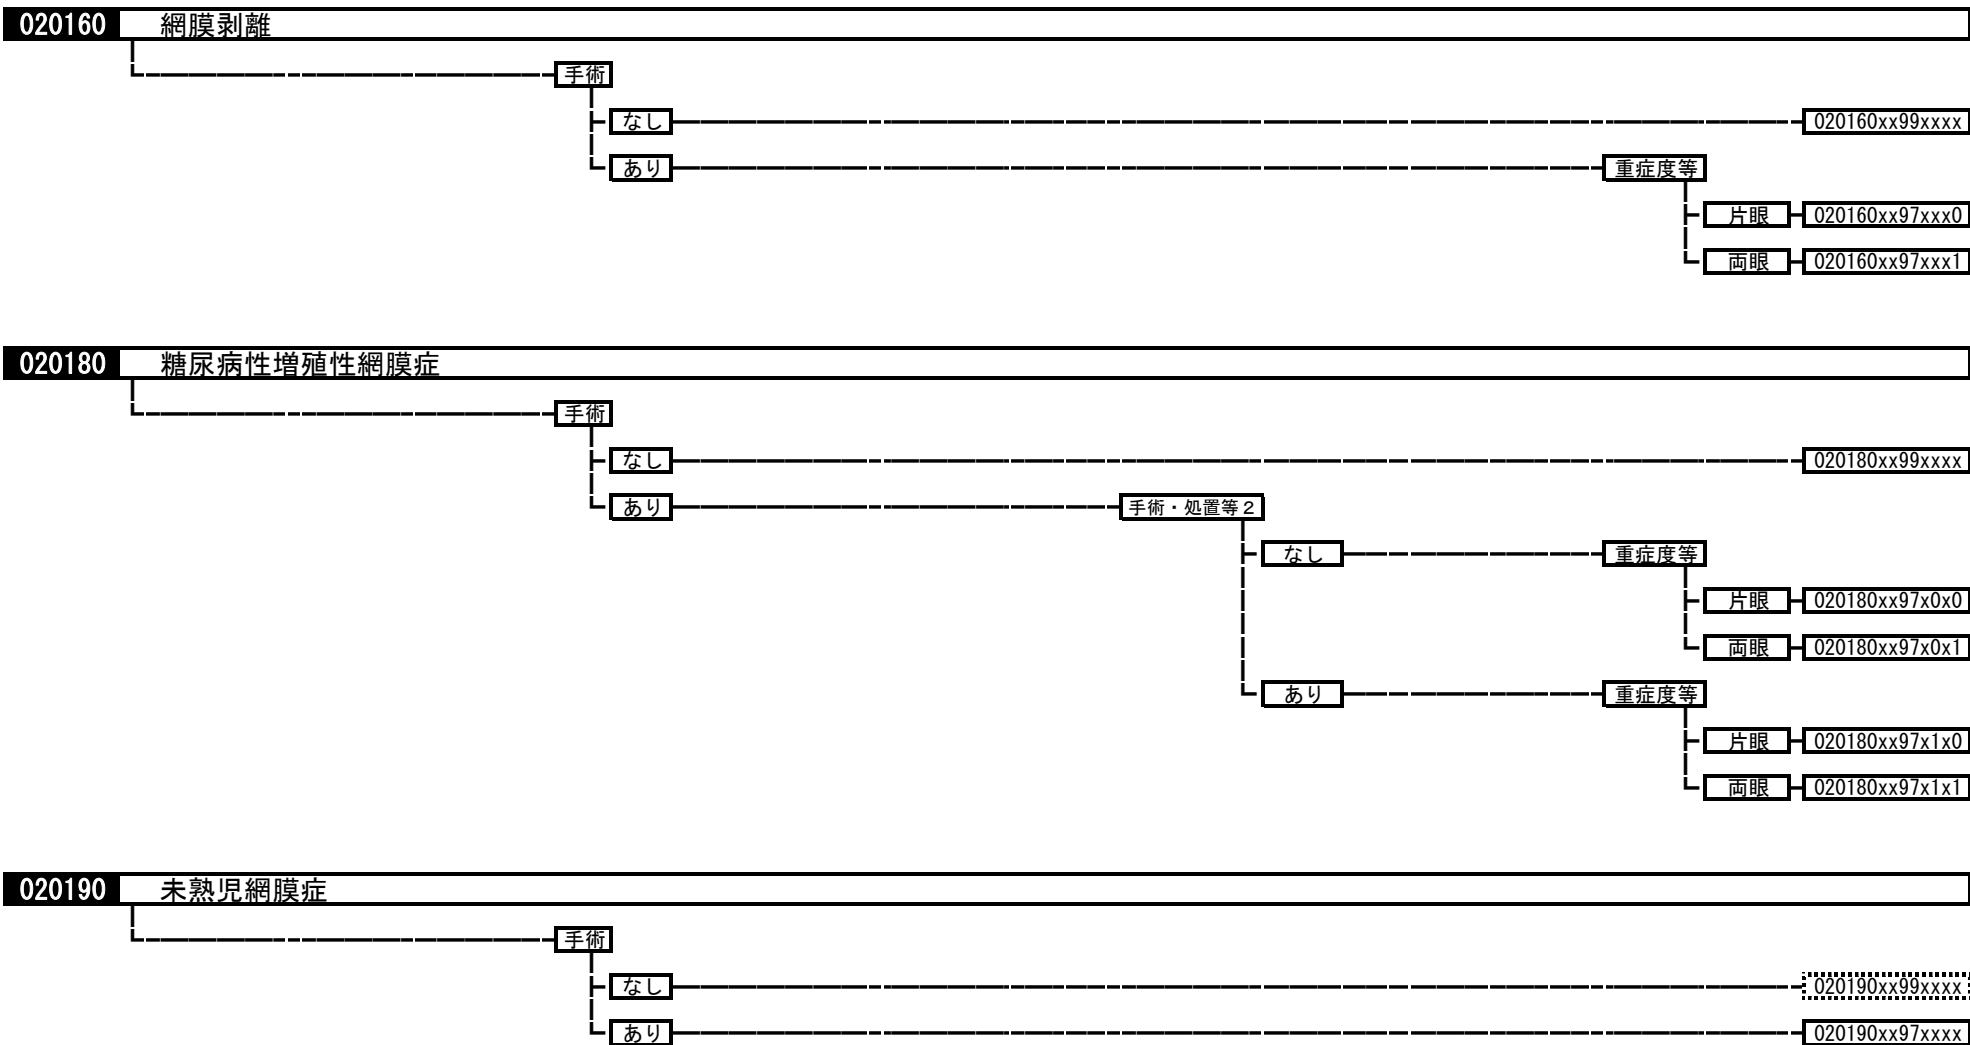 020160 網膜剥離
手術
なし 020160xx99xxxx
あり 重症度等
片眼 020160xx97xxx0
両眼 020160xx97xxx1
020180 糖尿病性増殖性網膜症
手術
なし 020180xx99xxxx
あり 手術・処置等２
なし 重症度等
片眼 020180xx97x0x0
両眼 020180xx97x0x1
あり 重症度等
片眼 020180xx97x1x0
両眼 020180xx97x1x1
020190 未熟児網膜症
手術
なし 020190xx99xxxx
あり 020190xx97xxxx